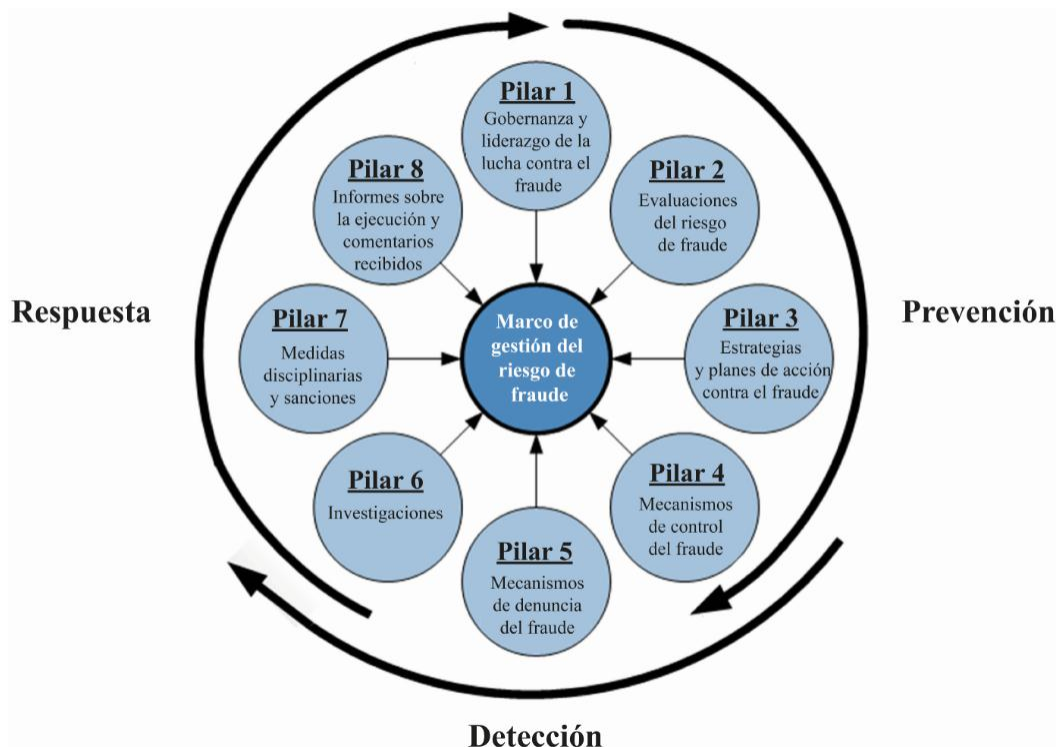 Pilar 1
Gobernanza y
liderazgo de la
lucha contra el
fraude
Pilar 2
Evaluaciones
del riesgo
de fraude
Pilar 3
Estrategias
y planes de acción
contra el fraude
Pilar 4
Mecanismos
de control
del fraude
Pilar 5
Mecanismos
de denuncia
del fraude
Pilar 6
Investigaciones
Pilar 7
Medidas
disciplinarias
y sanciones
Pilar 8
Informes sobre
la ejecución y
comentarios
recibidos
Marco de
gestión del
riesgo de
fraude
Prevención
Detección
Respuesta